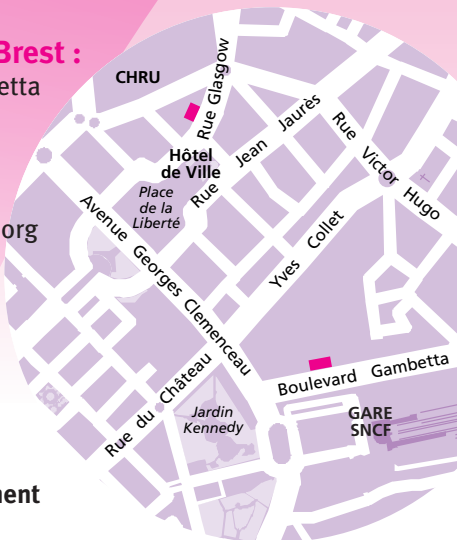 Brest :
etta
org
ment
CHRU
Rue Glasgow
Hôtel
de Ville
Place
de la
Liberté
Rue Jean Jaurès
Rue Victor Hugo
Avenue Georges Clemenceau
Yves Collet
Rue du Château
Jardin
Kennedy
Boulevard Gambetta
GARE
SNCF